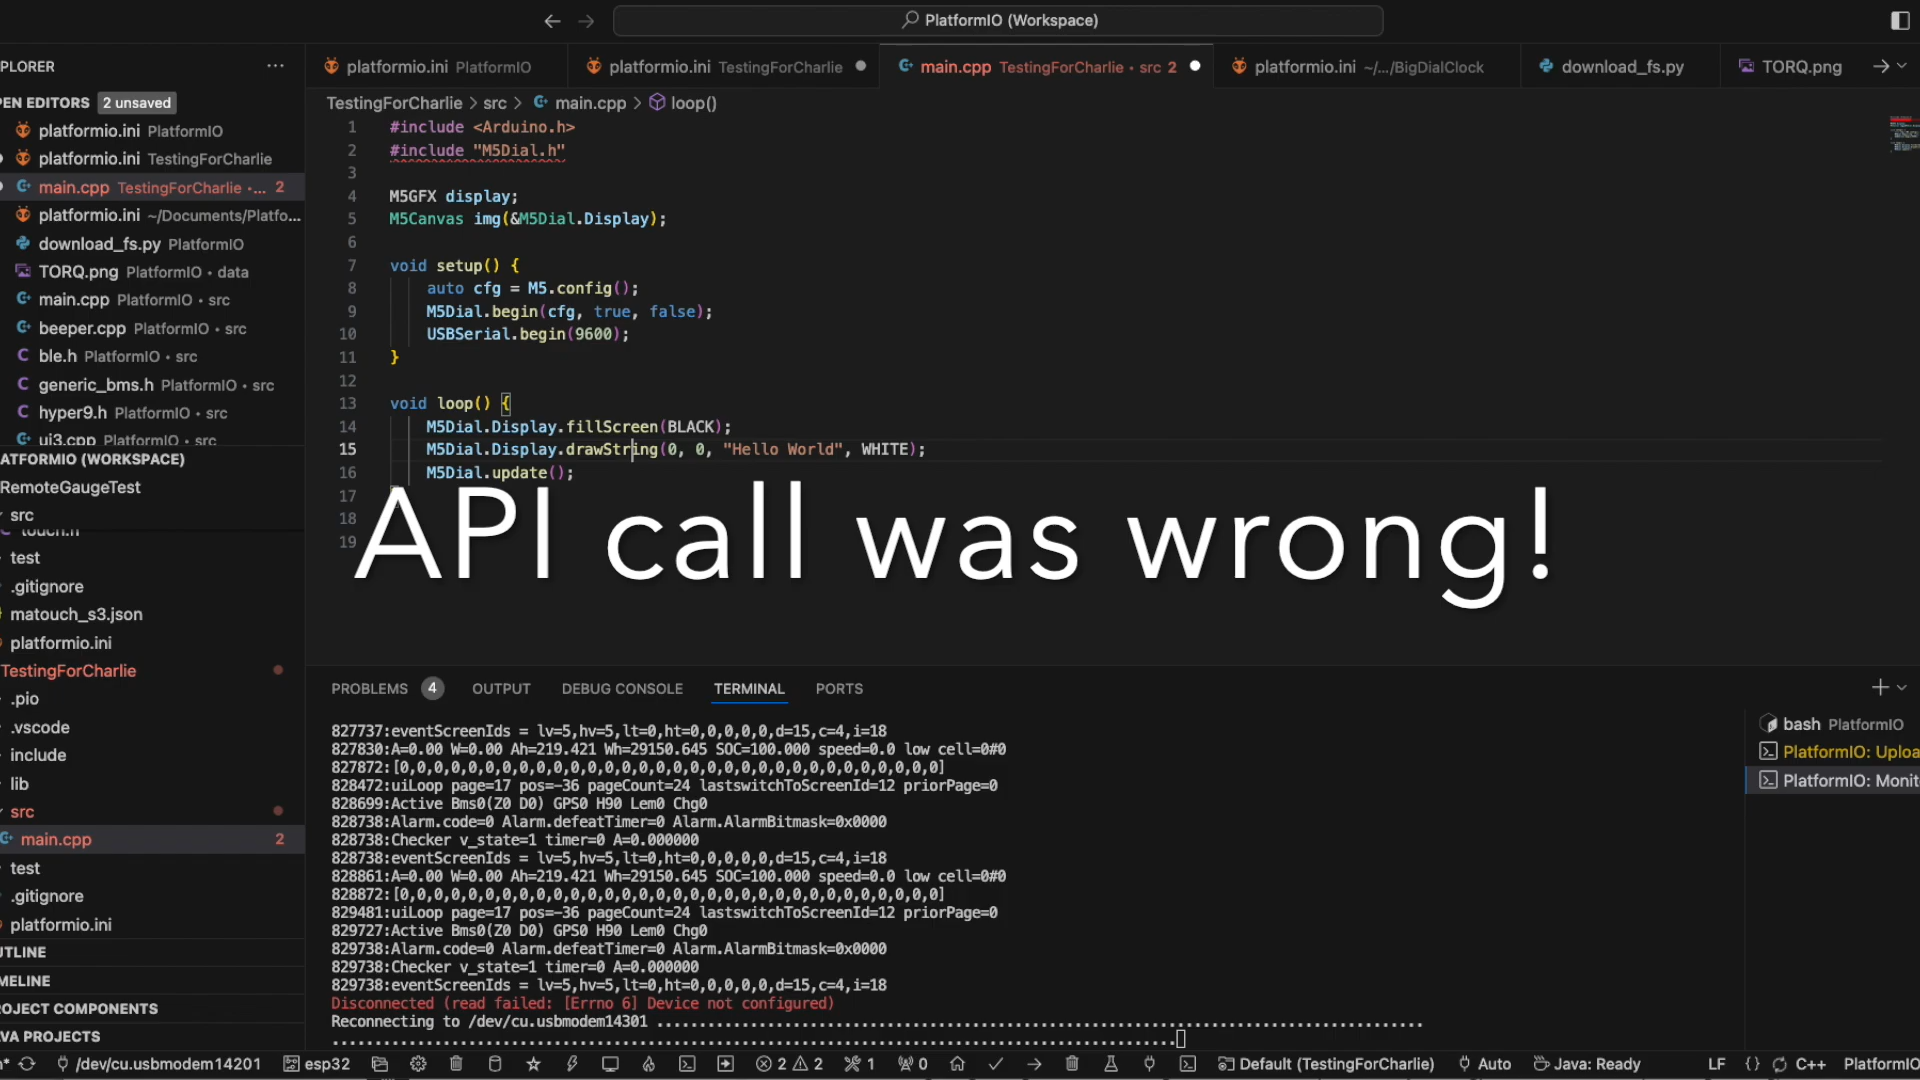 PlatformIO (Workspace)
PLORER
platformio.ini PlatformIO
platformio.ini TestingForCharlie
main.cpp TestingForCharlie • src 2
platformio.ini ~/.../BigDialClock
download_fs.py
TORQ.png
PEN EDITORS 2 unsaved
platformio.ini PlatformIO
platformio.ini TestingForCharlie
main.cpp TestingForCharlie •... 2
platformio.ini ~/Documents/Platfo...
download_fs.py PlatformIO
TORQ.png PlatformIO • data
main.cpp PlatformIO • src
beeper.cpp PlatformIO • src
ble.h PlatformIO • src
generic_bms.h PlatformIO • src
hyper9.h PlatformIO • src
ui3.cpp PlatformIO • src
ATFORMIO (WORKSPACE)
RemoteGaugeTest
src
touch.h
test
.gitignore
matouch_s3.json
platformio.ini
TestingForCharlie
.pio
.vscode
include
lib
src
main.cpp 2
test
.gitignore
platformio.ini
UTLINE
MELINE
ROJECT COMPONENTS
AVA PROJECTS
TestingForCharlie > src > main.cpp > loop()
1 #include <Arduino.h>
2 #include "M5Dial.h"
3
4 M5GFX display;
5 M5Canvas img(&M5Dial.Display);
6
7 void setup() {
8 auto cfg = M5.config();
9 M5Dial.begin(cfg, true, false);
10 USBSerial.begin(9600);
11 }
12
13 void loop() {
14 M5Dial.Display.fillScreen(BLACK);
15 M5Dial.Display.drawString(0, 0, "Hello World", WHITE);
16 M5Dial.update();
17
18
19
API call was wrong!
PROBLEMS 4 OUTPUT DEBUG CONSOLE TERMINAL PORTS
827737:eventScreenIds = lv=5,hv=5,lt=0,ht=0,0,0,0,0,d=15,c=4,i=18
827830:A=0.00 W=0.00 Ah=219.421 Wh=29150.645 SOC=100.000 speed=0.0 low cell=0#0
827872:[0,0,0,0,0,0,0,0,0,0,0,0,0,0,0,0,0,0,0,0,0,0,0,0,0,0,0,0,0,0]
828472:uiLoop page=17 pos=-36 pageCount=24 lastswitchToScreenId=12 priorPage=0
828699:Active Bms0(Z0 D0) GPS0 H90 Lem0 Chg0
828738:Alarm.code=0 Alarm.defeatTimer=0 Alarm.AlarmBitmask=0x0000
828738:Checker v_state=1 timer=0 A=0.000000
828738:eventScreenIds = lv=5,hv=5,lt=0,ht=0,0,0,0,0,d=15,c=4,i=18
828861:A=0.00 W=0.00 Ah=219.421 Wh=29150.645 SOC=100.000 speed=0.0 low cell=0#0
828872:[0,0,0,0,0,0,0,0,0,0,0,0,0,0,0,0,0,0,0,0,0,0,0,0,0,0,0,0,0,0]
829481:uiLoop page=17 pos=-36 pageCount=24 lastswitchToScreenId=12 priorPage=0
829727:Active Bms0(Z0 D0) GPS0 H90 Lem0 Chg0
829738:Alarm.code=0 Alarm.defeatTimer=0 Alarm.AlarmBitmask=0x0000
829738:Checker v_state=1 timer=0 A=0.000000
829738:eventScreenIds = lv=5,hv=5,lt=0,ht=0,0,0,0,0,d=15,c=4,i=18
Disconnected (read failed: [Errno 6] Device not configured)
Reconnecting to /dev/cu.usbmodem14301 ..........
bash PlatformIO
PlatformIO: Uploa
PlatformIO: Monit
/dev/cu.usbmodem14201 esp32 2 2 1 0 Default (TestingForCharlie) Auto Java: Ready LF {} C++ PlatformIO